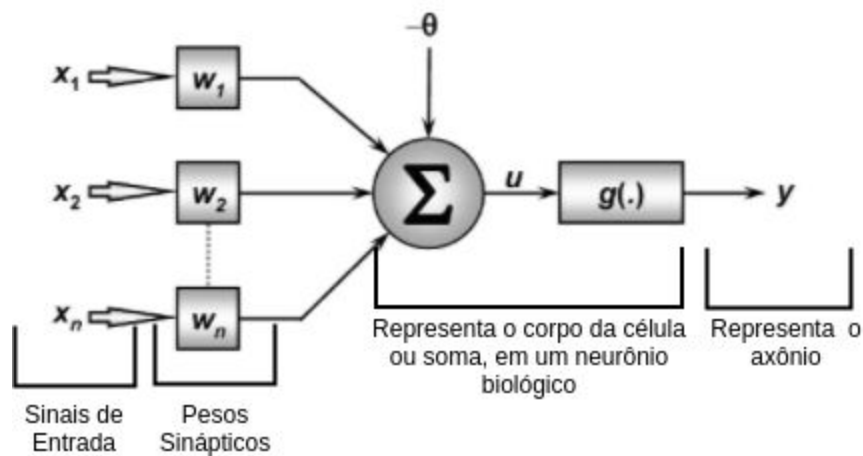 −θ
x1
w1
x2
w2
Σ
u
g(.)
y
xn
wn
Representa o corpo da célula
ou soma, em um neurônio
biológico
Representa o
axônio
Sinais de
Entrada
Pesos
Sinápticos